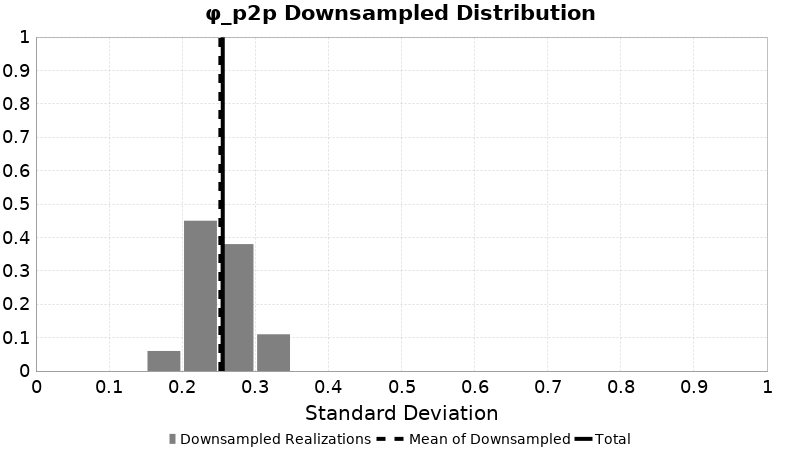 φ_p2p Downsampled Distribution
1
0.9
0.8
0.7
0.6
0.5
0.4
0.3
0.2
0.1
0
0 0.1 0.2 0.3 0.4 0.5 0.6 0.7 0.8 0.9 1
Standard Deviation
Downsampled Realizations Mean of Downsampled Total